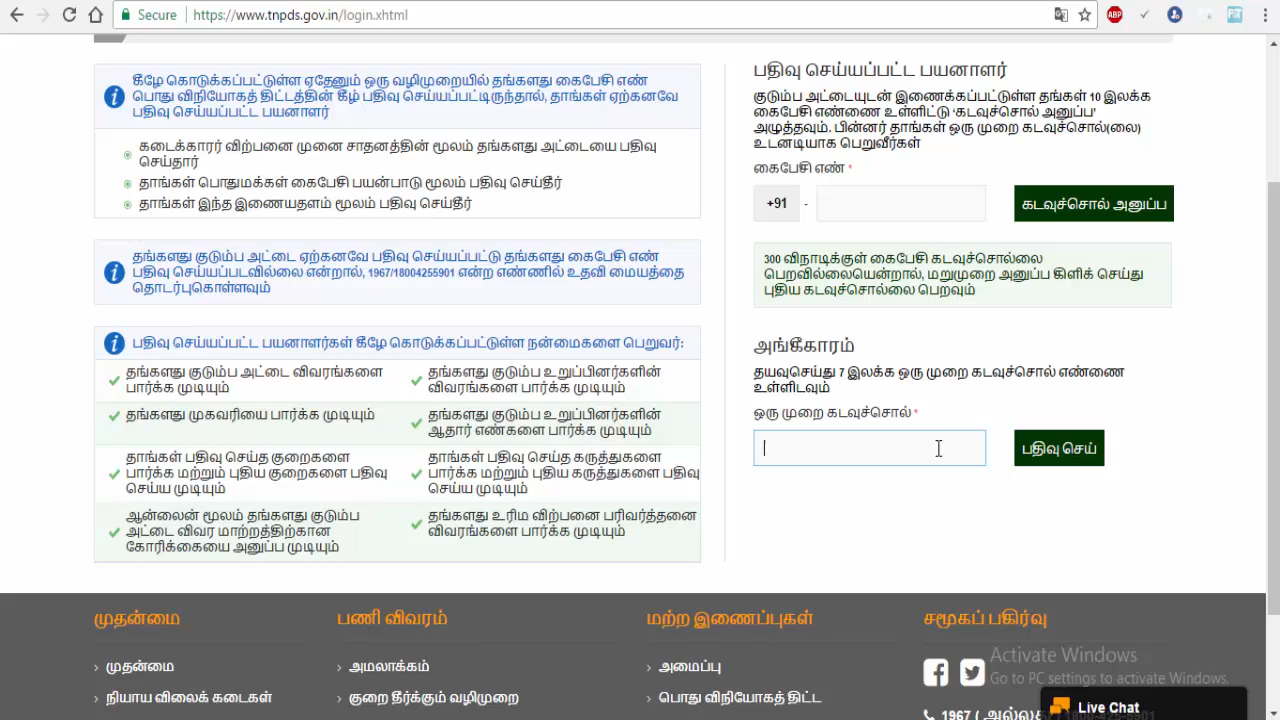 Secure
https://www.tnpds.gov.in/login.xhtml
ABP
கீழே கொடுக்கப்பட்டுள்ள ஏதேனும் ஒரு வழிமுறையில் தங்களது கைபேசி எண்
பொது விநியோகத் திட்டத்தின் கீழ் பதிவு செய்யப்பட்டிருந்தால், தாங்கள் ஏற்கனவே
பதிவு செய்யப்பட்ட பயனாளர்
கடைக்காரர் விற்பனை முனை சாதனத்தின் மூலம் தங்களது அட்டையை பதிவு
செய்தார்
தாங்கள் பொதுமக்கள் கைபேசி பயன்பாடு மூலம் பதிவு செய்தீர்
தாங்கள் இந்த இணையதளம் மூலம் பதிவு செய்தீர்
தங்களது குடும்ப அட்டை ஏற்கனவே பதிவு செய்யப்பட்டு தங்களது கைபேசி எண்
பதிவு செய்யப்படவில்லை என்றால், 1967/18004255901 என்ற எண்ணில் உதவி மையத்தை
தொடர்புகொள்ளவும்
பதிவு செய்யப்பட்ட பயனாளர்கள் கீழே கொடுக்கப்பட்டுள்ள நன்மைகளை பெறுவர்:
தங்களது குடும்ப அட்டை விவரங்களை
பார்க்க முடியும்
தங்களது குடும்ப உறுப்பினர்களின்
விவரங்களை பார்க்க முடியும்
தங்களது முகவரியை பார்க்க முடியும்
தங்களது குடும்ப உறுப்பினர்களின்
ஆதார் எண்களை பார்க்க முடியும்
தாங்கள் பதிவு செய்த குறைகளை
பார்க்க மற்றும் புதிய குறைகளை பதிவு
செய்ய முடியும்
தாங்கள் பதிவு செய்த கருத்துகளை
பார்க்க மற்றும் புதிய கருத்துகளை பதிவு
செய்ய முடியும்
ஆன்லைன் மூலம் தங்களது குடும்ப
அட்டை விவர மாற்றத்திற்கான
கோரிக்கையை அனுப்ப முடியும்
தங்களது உரிம விற்பனை பரிவர்த்தனை
விவரங்களை பார்க்க முடியும்
பதிவு செய்யப்பட்ட பயனாளர்
குடும்ப அட்டையுடன் இணைக்கப்பட்டுள்ள தங்கள் 10 இலக்க
கைபேசி எண்ணை உள்ளிட்டு ‘கடவுச்சொல் அனுப்ப’
அழுத்தவும். பின்னர் தாங்கள் ஒரு முறை கடவுச்சொல்(லை)
உடனடியாக பெறுவீர்கள்
கைபேசி எண் *
+91 -
கடவுச்சொல் அனுப்ப
300 விநாடிக்குள் கைபேசி கடவுச்சொல்லை
பெறவில்லையென்றால், மறுமுறை அனுப்ப கிளிக் செய்து
புதிய கடவுச்சொல்லை பெறவும்
அங்கீகாரம்
தயவுசெய்து 7 இலக்க ஒரு முறை கடவுச்சொல் எண்ணை
உள்ளிடவும்
ஒரு முறை கடவுச்சொல் *
பதிவு செய்
முதன்மை
பணி விவரம்
மற்ற இணைப்புகள்
சமூகப் பகிர்வு
› முதன்மை
› அமலாக்கம்
› அமைப்பு
› நியாய விலைக் கடைகள்
› குறை தீர்க்கும் வழிமுறை
› பொது விநியோகத் திட்ட
Activate Windows
Go to PC settings to activate Windows.
1967 (
Live Chat